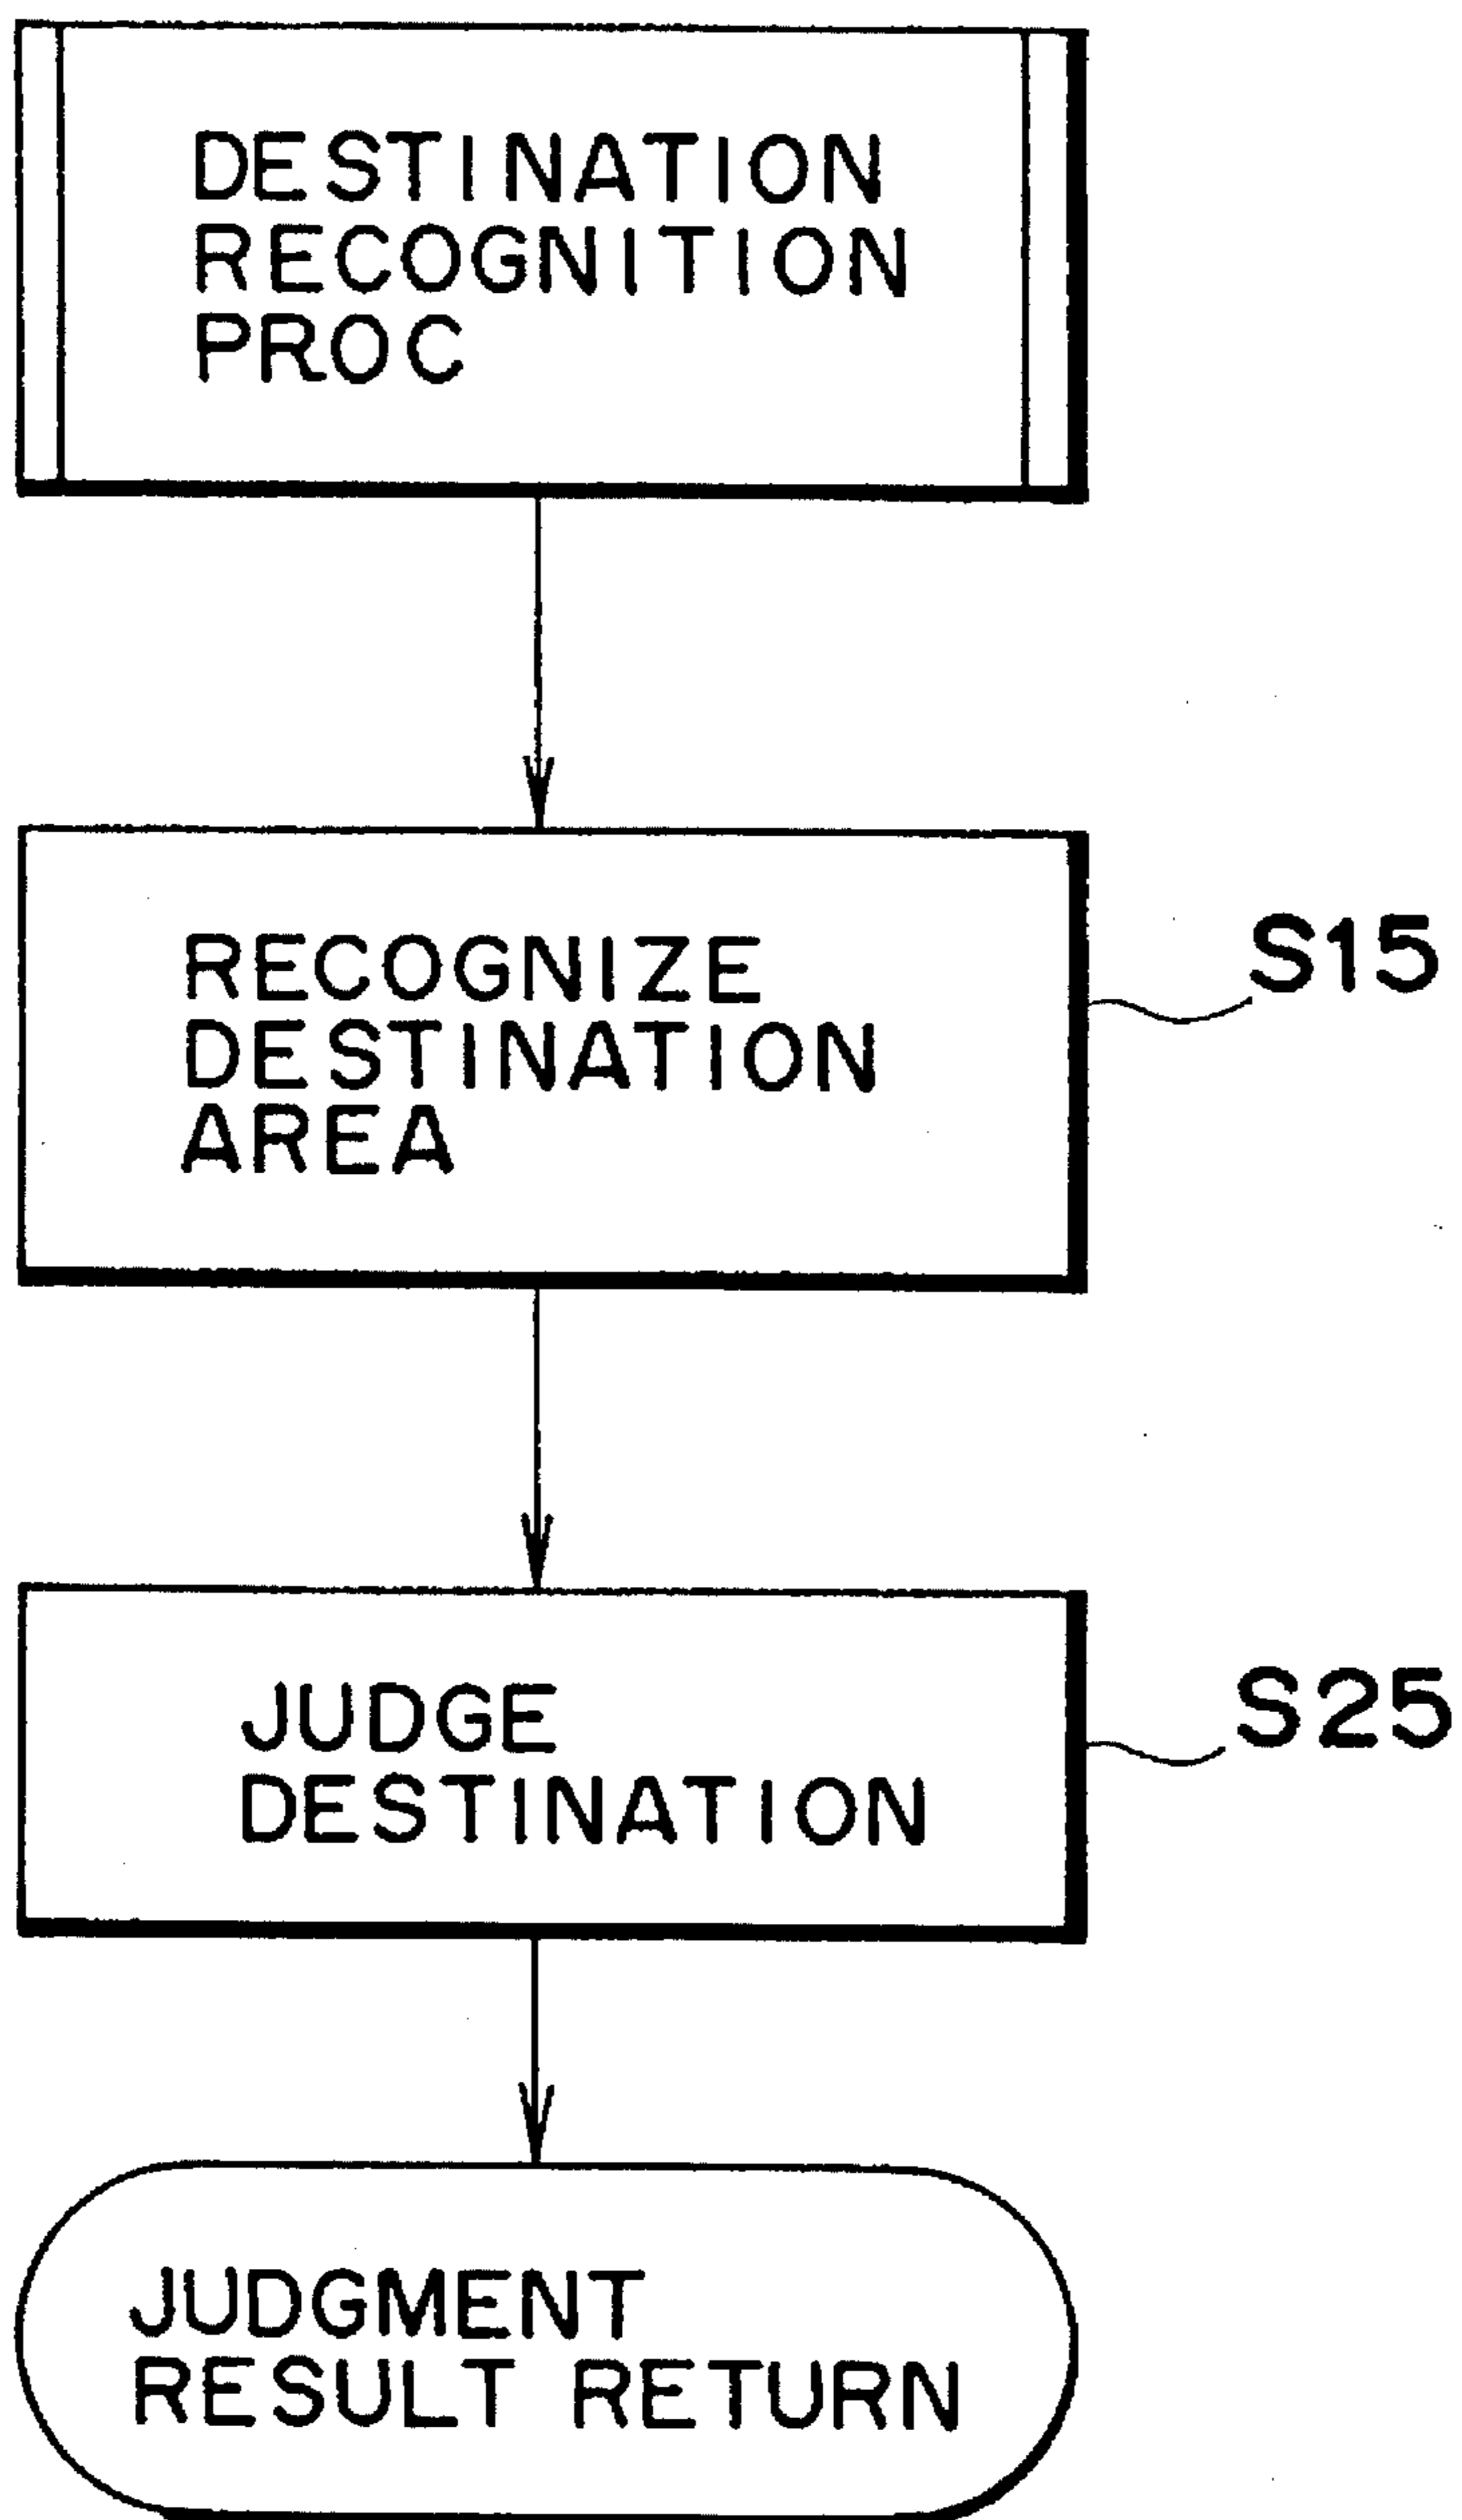 DESTINATION
RECOGNITION
PROC
RECOGNIZE
DESTINATION
AREA
S15
JUDGE
DESTINATION
S25
JUDGMENT
RESULT RETURN